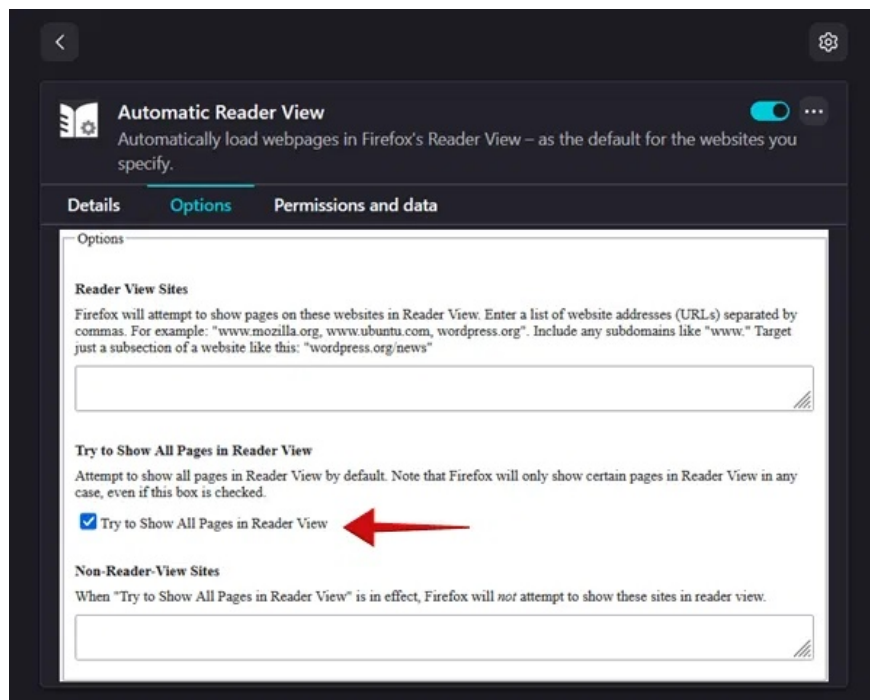 Automatic Reader View
Automatically load webpages in Firefox's Reader View – as the default for the websites you
specify.
Details Options Permissions and data
Options
Reader View Sites
Firefox will attempt to show pages on these websites in Reader View. Enter a list of website addresses (URLs) separated by
commas. For example: "www.mozilla.org, www.ubuntu.com, wordpress.org". Include any subdomains like "www." Target
just a subsection of a website like this: "wordpress.org/news"
Try to Show All Pages in Reader View
Attempt to show all pages in Reader View by default. Note that Firefox will only show certain pages in Reader View in any
case, even if this box is checked.
Try to Show All Pages in Reader View
Non-Reader-View Sites
When "Try to Show All Pages in Reader View" is in effect, Firefox will not attempt to show these sites in reader view.